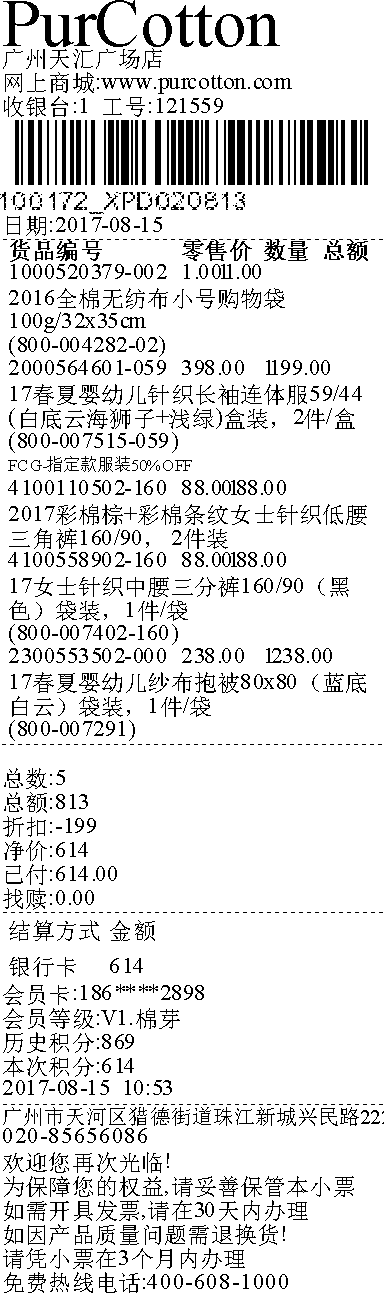 PurCotton
广州天汇广场店
网上商城:www.purcotton.com
收银台:1 工号:121559
100172_XPD020813
日期:2017-08-15
货品编号 零售价 数量 总额
1000520379-002 1.0011.00
2016全棉无纺布小号购物袋
100g/32x35cm
(800-004282-02)
2000564601-059 398.00 1199.00
17春夏婴幼儿针织长袖连体服59/44
(白底云海狮子+浅绿)盒装，2件/盒
(800-007515-059)
FCG-指定款服装50%OFF
4100110502-160 88.00188.00
2017彩棉棕+彩棉条纹女士针织低腰
三角裤160/90， 2件装
4100558902-160 88.00188.00
17女士针织中腰三分裤160/90（黑
色）袋装，1件/袋
(800-007402-160)
2300553502-000 238.00 1238.00
17春夏婴幼儿纱布抱被80x80（蓝底
白云）袋装，1件/袋
(800-007291)
总数:5
总额:813
折扣:-199
净价:614
已付:614.00
找赎:0.00
结算方式 金额
银行卡 614
会员卡:186*****2898
会员等级:V1.棉芽
历史积分:869
本次积分:614
2017-08-15 10:53
广州市天河区猎德街道珠江新城兴民路222
020-85656086
欢迎您再次光临!
为保障您的权益,请妥善保管本小票
如需开具发票,请在30天内办理
如因产品质量问题需退换货!
请凭小票在3个月内办理
免费热线电话:400-608-1000